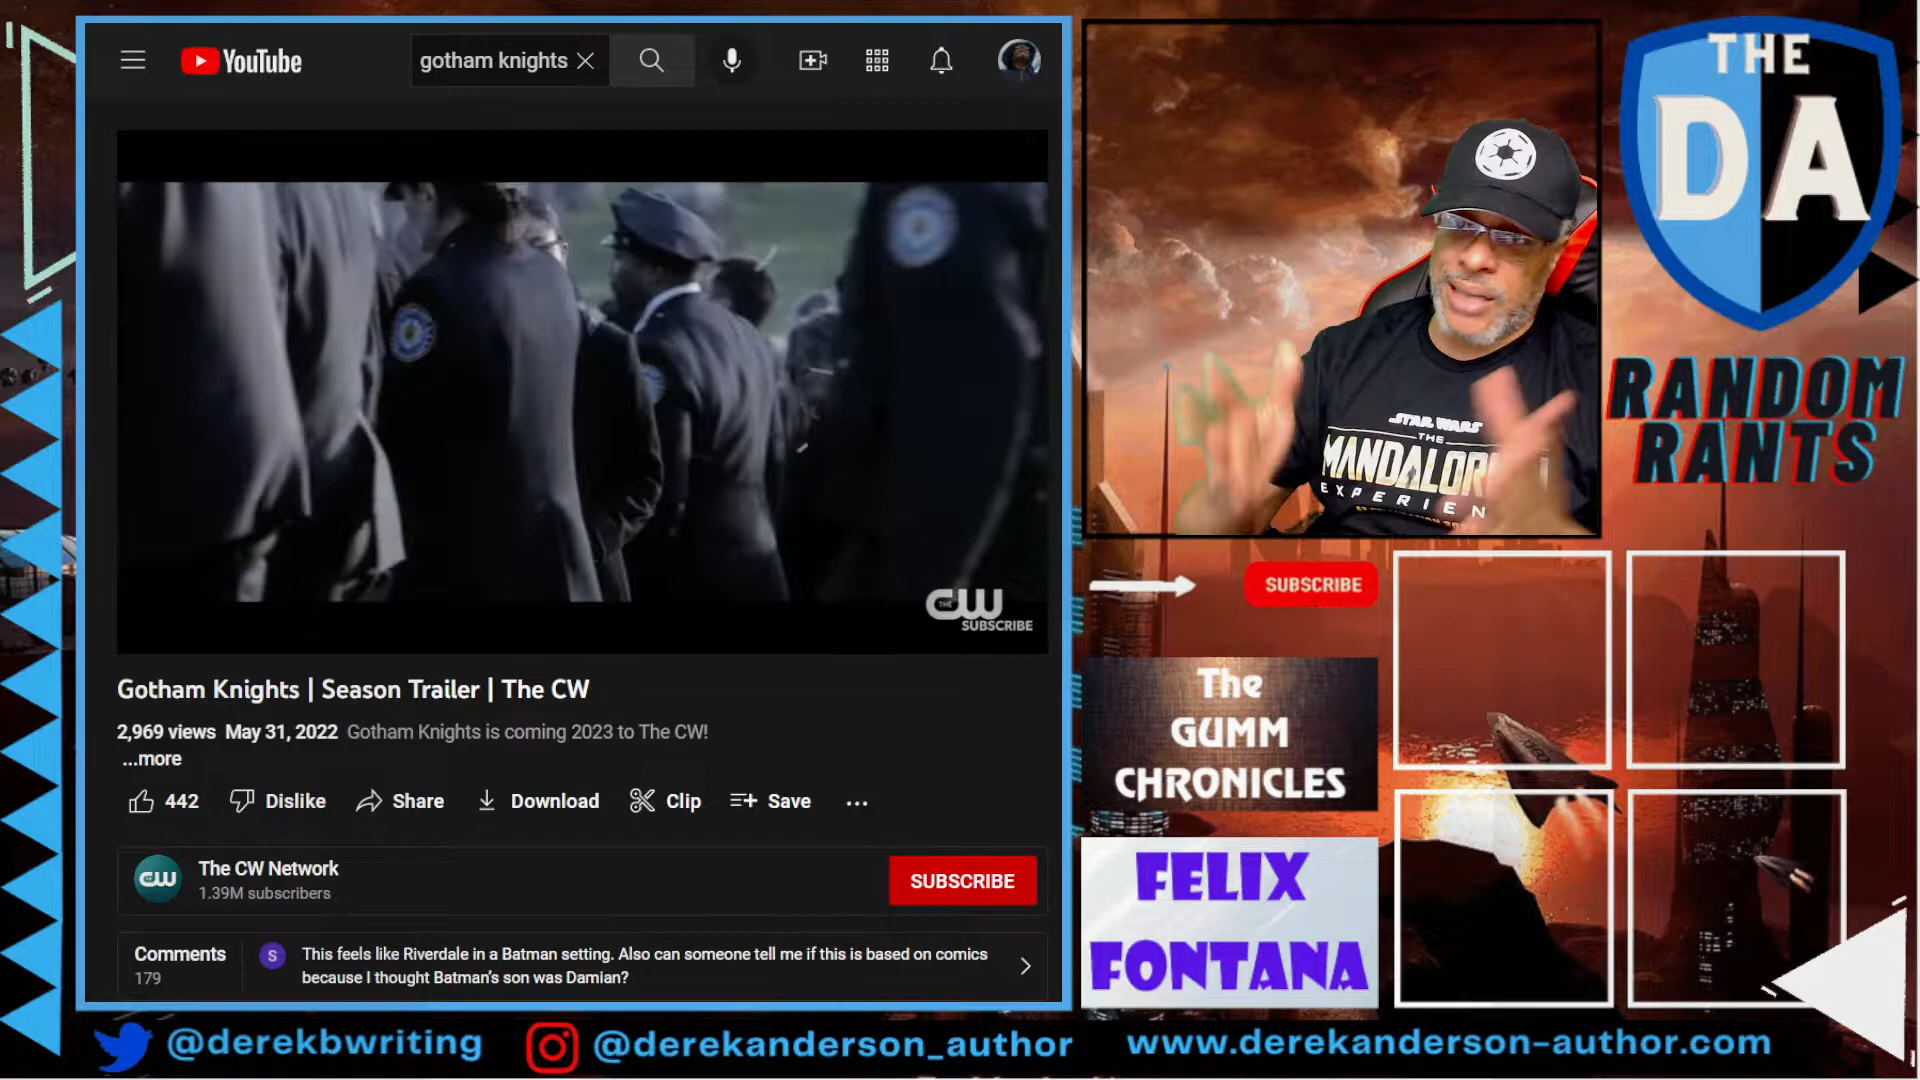 YouTube
gotham knights
THE
CW
SUBSCRIBE
Gotham Knights | Season Trailer | The CW
2,969 views May 31, 2022 Gotham Knights is coming 2023 to The CW!
...more
442 Dislike Share Download Clip Save ...
CW
The CW Network
1.39M subscribers
SUBSCRIBE
Comments
179
S
This feels like Riverdale in a Batman setting. Also can someone tell me if this is based on comics
because I thought Batman's son was Damian?
STAR WARS
THE
EXPERIEN
THE
DA
RANDOM
RANTS
SUBSCRIBE
The
GUMM
CHRONICLES
FELIX
FONTANA
@derekbwriting @derekanderson_author www.derekanderson-author.com